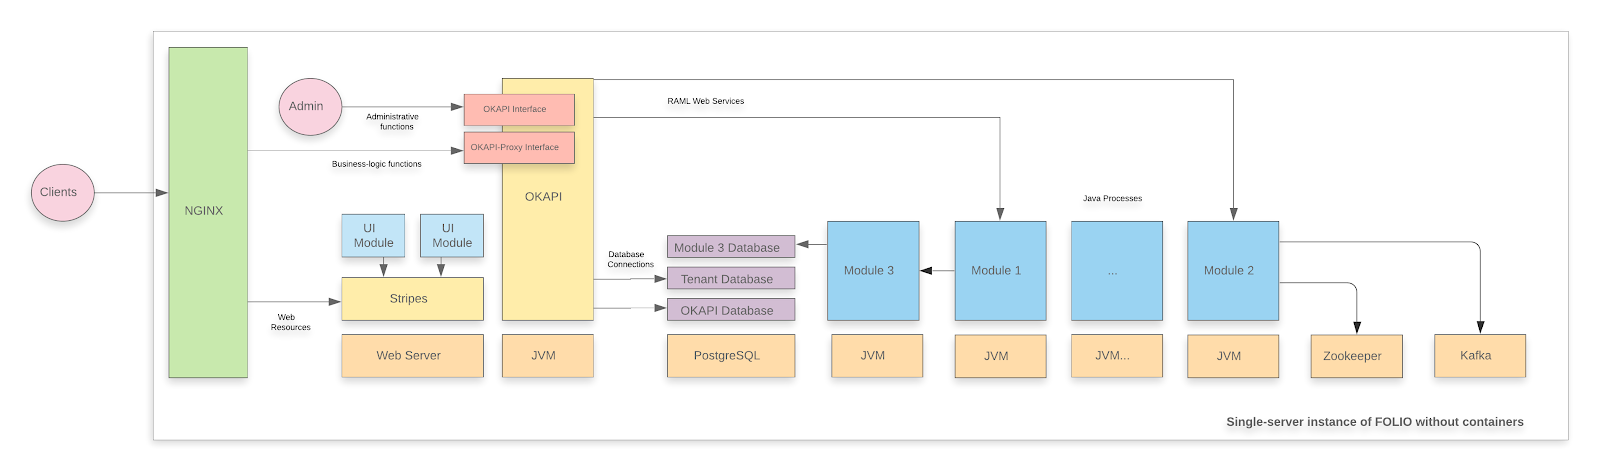 Clients
NGINX
Admin
Administrative
functions
Business-logic functions
Web
Resources
UI
Module
UI
Module
Stripes
Web Server
OKAPI Interface
OKAPI-Proxy Interface
OKAPI
JVM
RAML Web Services
Database
Connections
Module 3 Database
Tenant Database
OKAPI Database
PostgreSQL
Module 3
JVM
Module 1
JVM
Java Processes
...
JVM...
Module 2
JVM
Zookeeper
Kafka
Single-server instance of FOLIO without containers